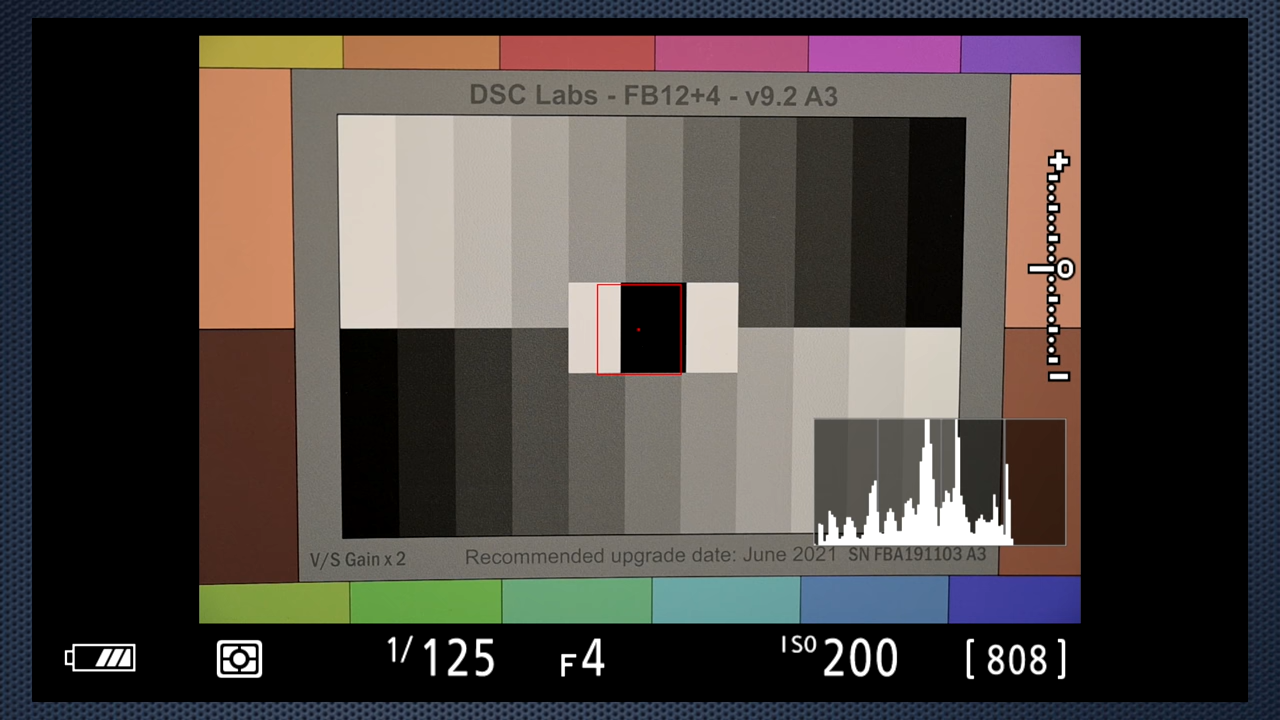 DSC Labs - FB12+4 - v9.2 A3
V/S Gain x 2
Recommended upgrade date: June 2021
SN FBA191103 A3
1/125
F4
ISO 200
[808]